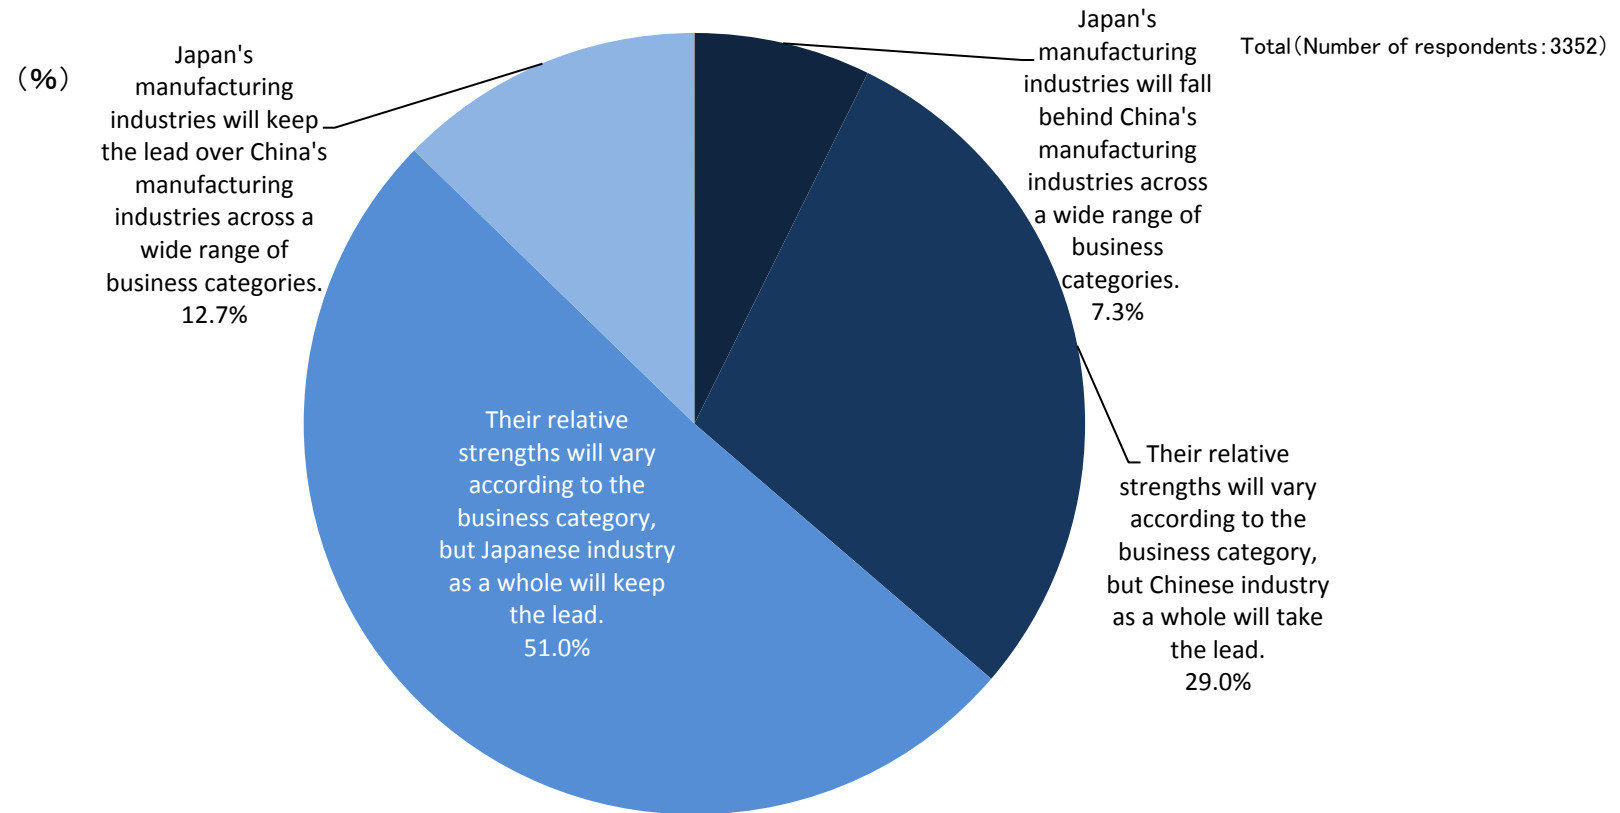 （%）
Total（Number of respondents：3352）
Japan's
manufacturing
industries will keep
the lead over China's
manufacturing
industries across a
wide range of
business categories.
12.7%
Japan's
manufacturing
industries will fall
behind China's
manufacturing
industries across
a wide range of
business
categories.
7.3%
Their relative
strengths will vary
according to the
business category,
but Japanese industry
as a whole will keep
the lead.
51.0%
Their relative
strengths will vary
according to the
business category,
but Chinese industry
as a whole will take
the lead.
29.0%